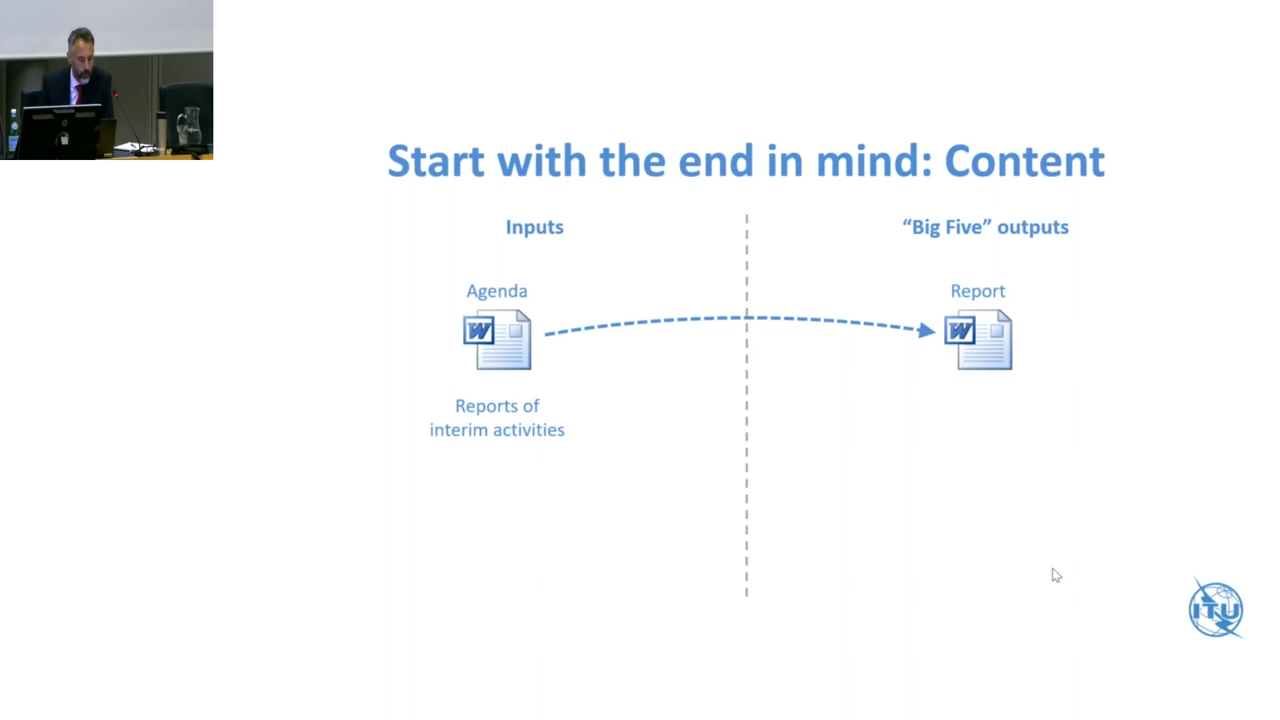 Start with the end in mind: Content
Inputs
“Big Five” outputs
Agenda
Report
W
W
Reports of
interim activities
ITU